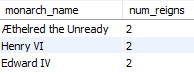 monarch_name num_reigns
Æthelred the Unready 2
Henry VI 2
Edward IV 2